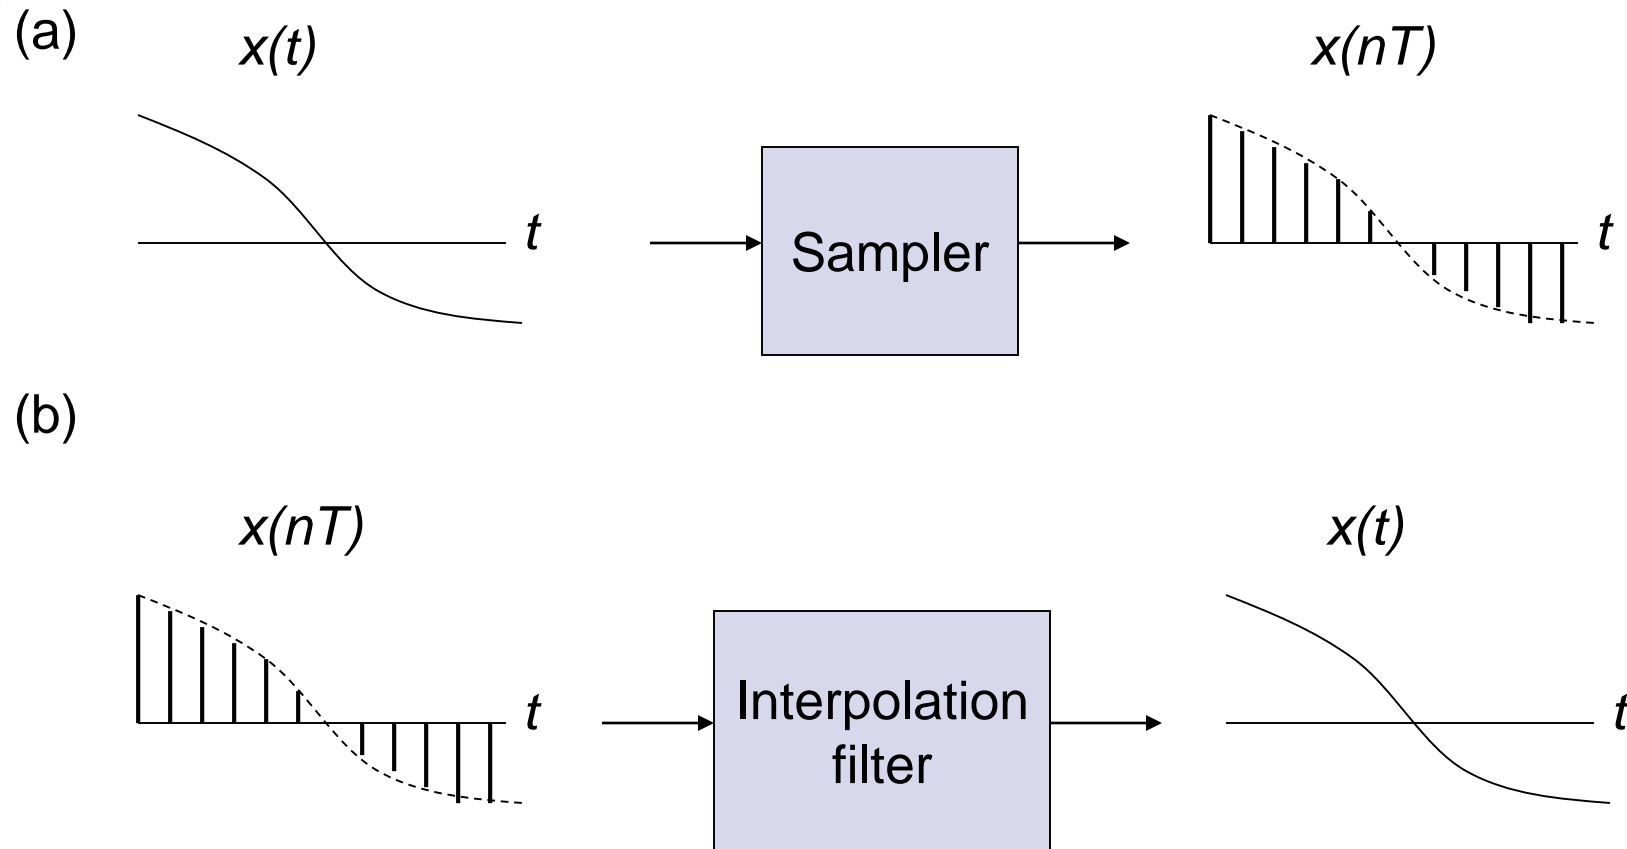 (a)
x(t)
x(nT)
t
Sampler
t
(b)
x(nT)
x(t)
t
Interpolation
filter
t